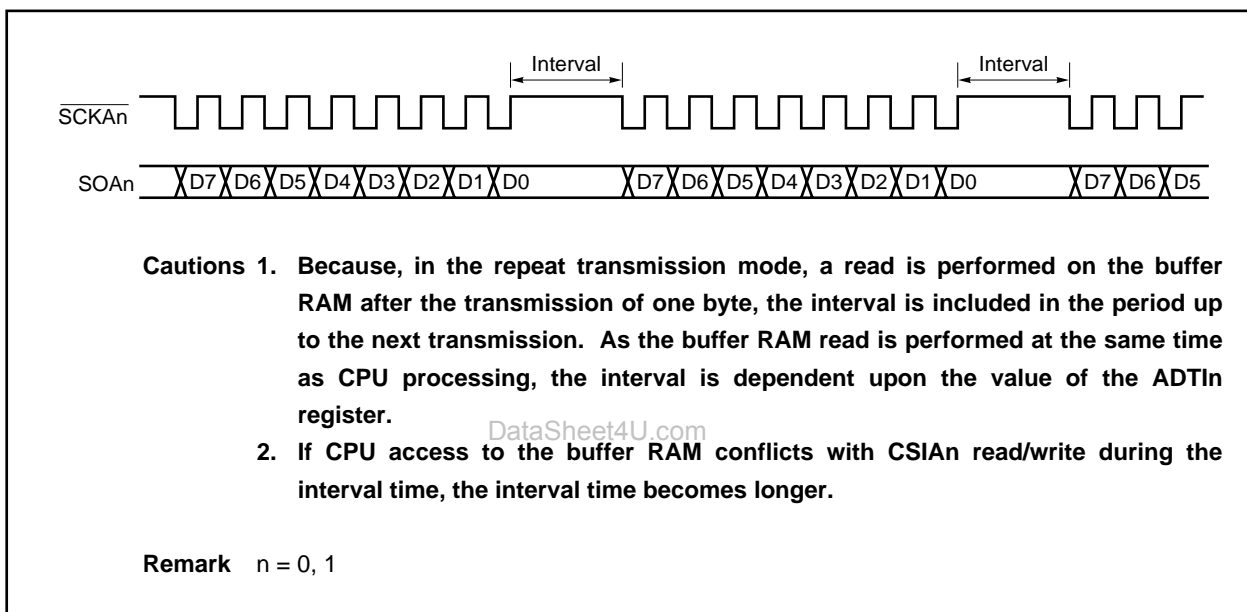 Interval Interval
SCKAn
SOAn D7 D6 D5 D4 D3 D2 D1 D0 D7 D6 D5 D4 D3 D2 D1 D0 D7 D6 D5
Cautions 1. Because, in the repeat transmission mode, a read is performed on the buffer
RAM after the transmission of one byte, the interval is included in the period up
to the next transmission. As the buffer RAM read is performed at the same time
as CPU processing, the interval is dependent upon the value of the ADTIn
register.
DataSheet4U.com
2. If CPU access to the buffer RAM conflicts with CSIAn read/write during the
interval time, the interval time becomes longer.
Remark n = 0, 1